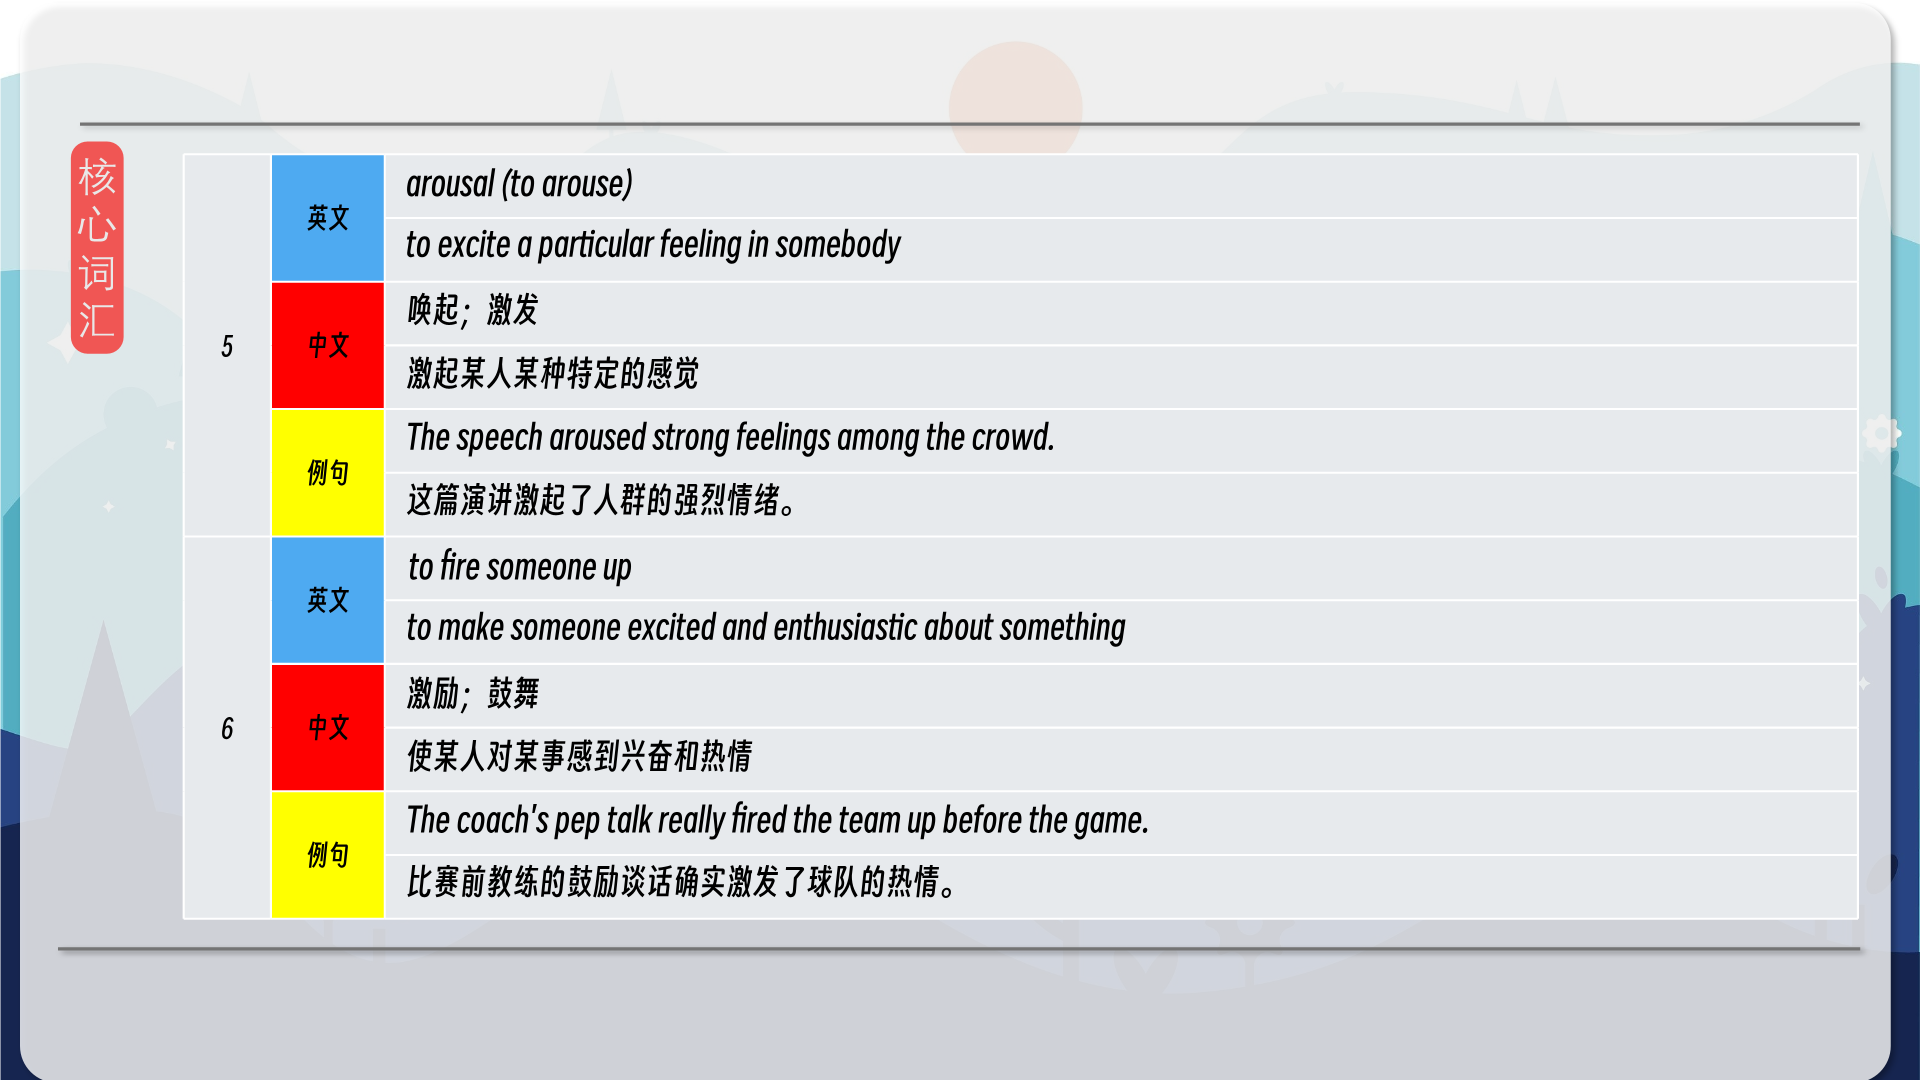 核心词汇
5
英文
arousal (to arouse)
to excite a particular feeling in somebody
中文
唤起；激发
激起某人某种特定的感觉
例句
The speech aroused strong feelings among the crowd.
这篇演讲激起了人群的强烈情绪。
6
英文
to fire someone up
to make someone excited and enthusiastic about something
中文
激励；鼓舞
使某人对某事感到兴奋和热情
例句
The coach's pep talk really fired the team up before the game.
比赛前教练的鼓励谈话确实激发了球队的热情。